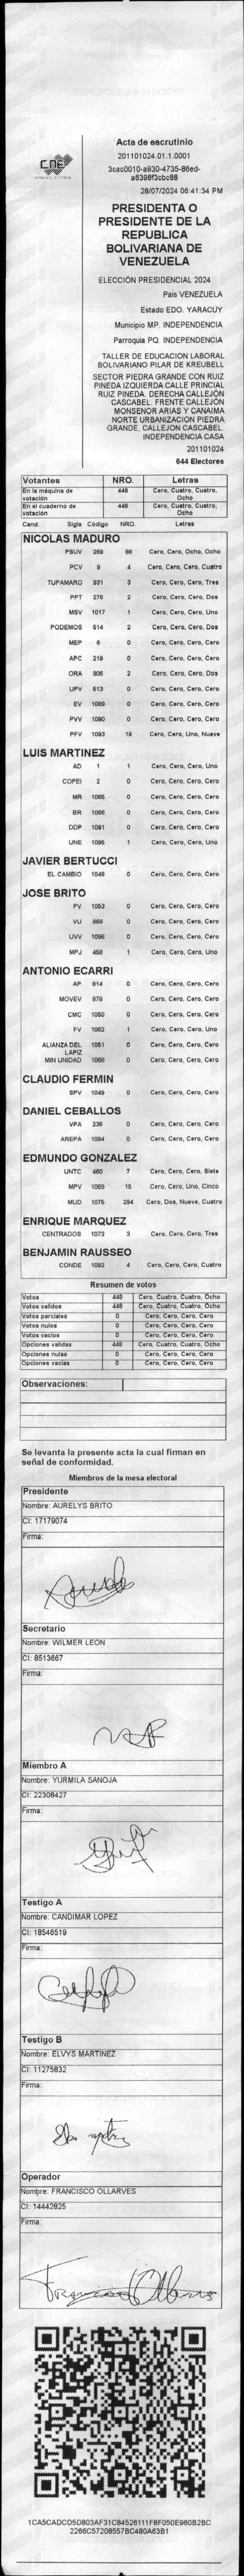 CNE
Acta de escrutinio
201101024.01.1.0001
3cac0010-a930-4735-86ed-
a6398f3cbc88
28/07/2024 06:41:34 PM
PRESIDENTA O
PRESIDENTE DE LA
REPUBLICA
BOLIVARIANA DE
VENEZUELA
ELECCIÓN PRESIDENCIAL 2024
Pais VENEZUELA
Estado EDO. YARACUY
Municipio MP. INDEPENDENCIA
Parroquia PQ. INDEPENDENCIA
TALLER DE EDUCACION LABORAL
BOLIVARIANO PILAR DE KREUBELL
SECTOR PIEDRA GRANDE CON RUIZ
PINEDA IZQUIERDA CALLE PRINCIAL
RUIZ PINEDA. DERECHA CALLEJÓN
CASCABEL. FRENTE CALLEJÓN
MONSENOR ARIAS Y CANAIMA
NORTE URBANIZACION PIEDRA
GRANDE, CALLEJON CASCABEL.
INDEPENDENCIA CASA
201101024
644 Electores
Votantes NRO. Letras
En la máquina de votación 448 Cero, Cuatro, Cuatro, Ocho
En el cuaderno de votación 448 Cero, Cuatro, Cuatro, Ocho
Cand. Sigla Código NRO. Letras
NICOLAS MADURO
PSUV 269 88 Cero, Cero, Ocho, Ocho
PCV 9 4 Cero, Cero, Cero, Cuatro
TUPAMARO 931 3 Cero, Cero, Cero, Tres
PPT 276 2 Cero, Cero, Cero, Dos
MSV 1017 1 Cero, Cero, Cero, Uno
PODEMOS 514 2 Cero, Cero, Cero, Dos
MEP 6 0 Cero, Cero, Cero, Cero
APC 219 0 Cero, Cero, Cero, Cero
ORA 906 2 Cero, Cero, Cero, Dos
UPV 513 0 Cero, Cero, Cero, Cero
EV 1089 0 Cero, Cero, Cero, Cero
PVV 1090 0 Cero, Cero, Cero, Cero
PFV 1093 19 Cero, Cero, Uno, Nueve
LUIS MARTINEZ
AD 1 1 Cero, Cero, Cero, Uno
COPEI 2 0 Cero, Cero, Cero, Cero
MR 1065 0 Cero, Cero, Cero, Cero
BR 1066 0 Cero, Cero, Cero, Cero
DDP 1091 0 Cero, Cero, Cero, Cero
UNE 1095 1 Cero, Cero, Cero, Uno
JAVIER BERTUCCI
EL CAMBIO 1048 0 Cero, Cero, Cero, Cero
JOSE BRITO
PV 1053 0 Cero, Cero, Cero, Cero
VU 969 0 Cero, Cero, Cero, Cero
UVV 1096 0 Cero, Cero, Cero, Cero
MPJ 458 1 Cero, Cero, Cero, Uno
ANTONIO ECARRI
AP 914 0 Cero, Cero, Cero, Cero
MOVEV 979 0 Cero, Cero, Cero, Cero
CMC 1050 0 Cero, Cero, Cero, Cero
FV 1062 1 Cero, Cero, Cero, Uno
ALIANZA DEL LAPIZ 1051 0 Cero, Cero, Cero, Cero
MIN UNIDAD 1068 0 Cero, Cero, Cero, Cero
CLAUDIO FERMIN
SPV 1049 0 Cero, Cero, Cero, Cero
DANIEL CEBALLOS
VPA 236 0 Cero, Cero, Cero, Cero
AREPA 1094 0 Cero, Cero, Cero, Cero
EDMUNDO GONZALEZ
UNTC 460 7 Cero, Cero, Cero, Siete
MPV 1069 15 Cero, Cero, Uno, Cinco
MUD 1075 294 Cero, Dos, Nueve, Cuatro
ENRIQUE MARQUEZ
CENTRADOS 1073 3 Cero, Cero, Cero, Tres
BENJAMIN RAUSSEO
CONDE 1092 4 Cero, Cero, Cero, Cuatro
Resumen de votos
Votos 448 Cero, Cuatro, Cuatro, Ocho
Votos validos 448 Cero, Cuatro, Cuatro, Ocho
Votos parciales 0 Cero, Cero, Cero, Cero
Votos nulos 0 Cero, Cero, Cero, Cero
Votos vacios 0 Cero, Cero, Cero, Cero
Opciones validas 448 Cero, Cuatro, Cuatro, Ocho
Opciones nulas 0 Cero, Cero, Cero, Cero
Opciones vacias 0 Cero, Cero, Cero, Cero
Observaciones:
Se levanta la presente acta la cual firman en
señal de conformidad.
Miembros de la mesa electoral
Presidente
Nombre: AURELYS BRITO
CI: 17179074
Firma:
Secretario
Nombre: WILMER LEON
CI: 8513667
Firma:
Miembro A
Nombre: YURMILA SANOJA
CI: 22308427
Firma:
Testigo A
Nombre: CANDIMAR LOPEZ
CI: 18546519
Firma:
Testigo B
Nombre: ELVYS MARTINEZ
CI: 11275832
Firma:
Operador
Nombre: FRANCISCO OLLARVES
CI: 14442825
Firma:
Francisco Ollarves
1CA5CADCD5D803AF31C84526111F8F050E960B2BC
2266C57208557BC480A63B1